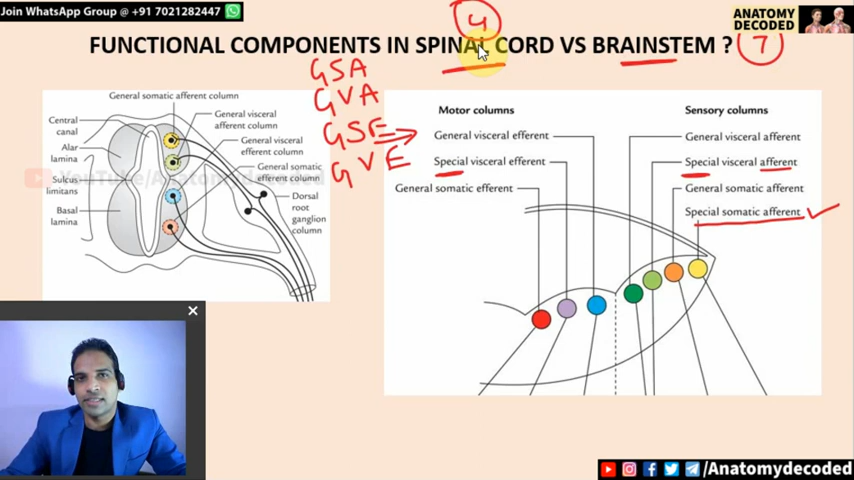 Join WhatsApp Group @ +91 7021282447
4
ANATOMY
DECODED
FUNCTIONAL COMPONENTS IN SPINAL CORD VS BRAINSTEM ?
7
GSA
GVA
GSE
GVE
General somatic afferent column
General visceral
afferent column
General visceral
efferent column
General somatic
efferent column
Central
canal
Alar
lamina
Sulcus
limitans
Basal
lamina
Dorsal
root
ganglion
column
YouTube/Anatomydecoded
Motor columns
General visceral efferent
Special visceral efferent
General somatic efferent
Sensory columns
General visceral afferent
Special visceral afferent
General somatic afferent
Special somatic afferent
/Anatomydecoded